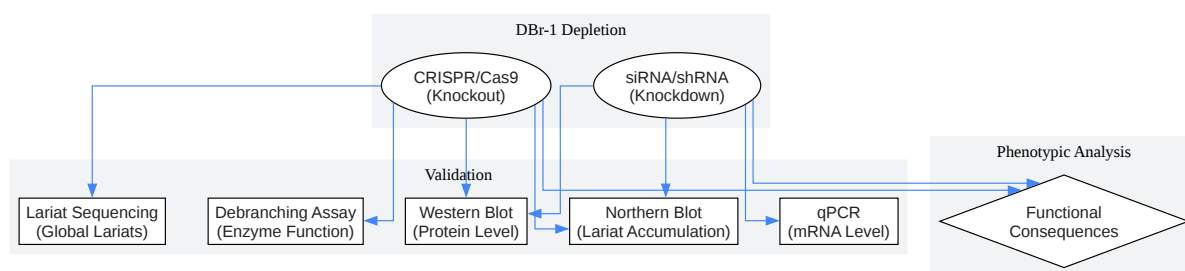 DBr-1 Depletion
CRISPR/Cas9
(Knockout)
siRNA/shRNA
(Knockdown)
Phenotypic Analysis
Validation
Lariat Sequencing
(Global Lariats)
Debranching Assay
(Enzyme Function)
Western Blot
(Protein Level)
Northern Blot
(Lariat Accumulation)
qPCR
(mRNA Level)
Functional
Consequences